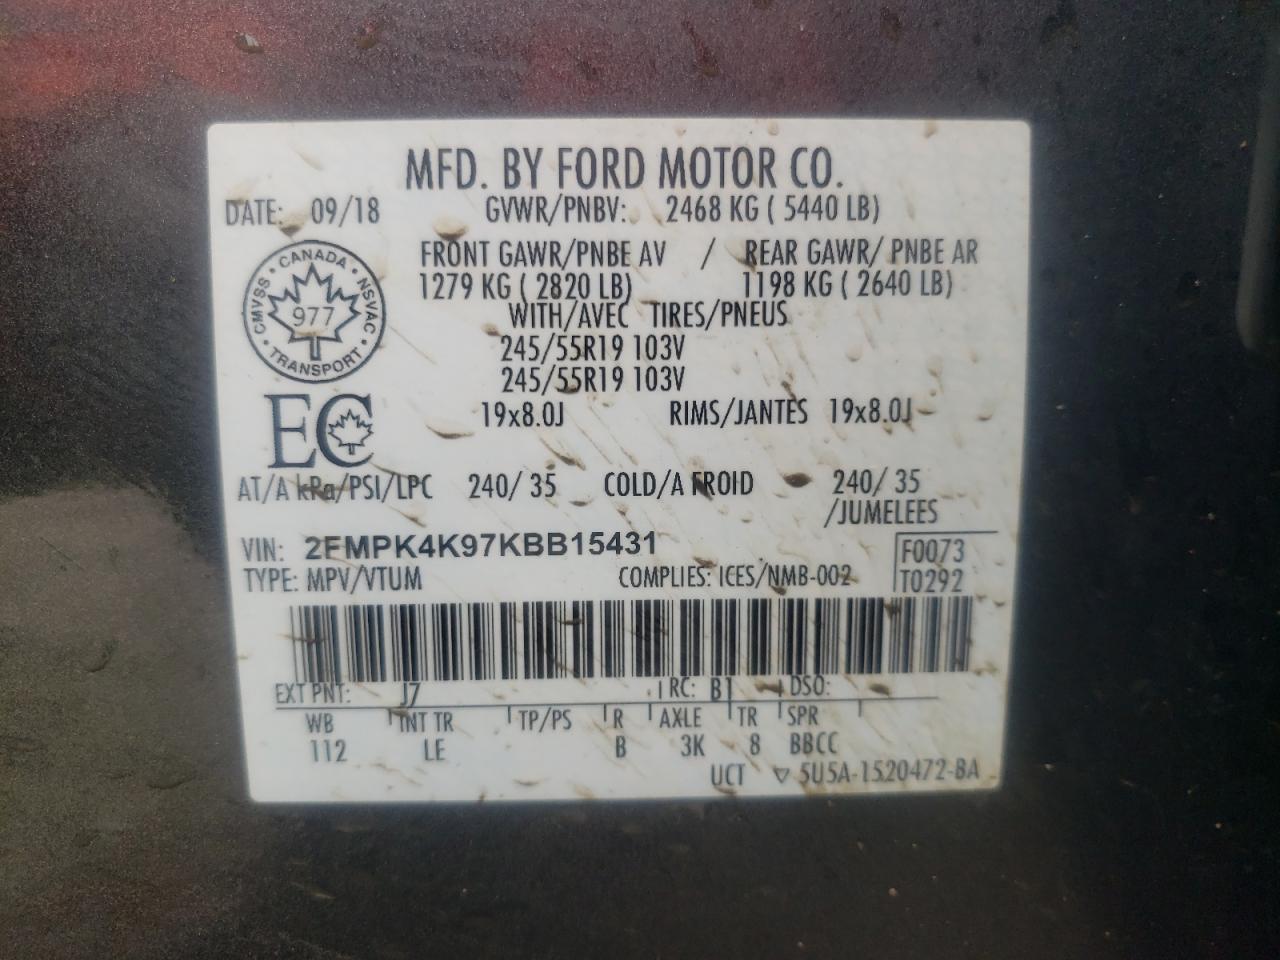 MFD. BY FORD MOTOR CO.
DATE: 09/18 GVWR/PNBV: 2468 KG ( 5440 LB)
FRONT GAWR/PNBE AV / REAR GAWR/ PNBE AR
1279 KG ( 2820 LB) 1198 KG ( 2640 LB)
WITH/AVEC TIRES/PNEUS
245/55R19 103V
245/55R19 103V
19x8.0J RIMS/JANTES 19x8.0J
CANADA · NSVAC · TRANSPORT · CMVSS ·
977
EC
AT/A kPa/PSI/LPC 240/ 35 COLD/A FROID 240/ 35
/JUMELEES
VIN: 2FMPK4K97KBB15431 F0073
TYPE: MPV/VTUM COMPLIES: ICES/NMB-002 T0292
EXT PNT: J7 RC: B1 DSO:
WB INT TR TP/PS R AXLE TR SPR
112 LE B 3K 8 BBCC
UCT ▽ 5U5A-1520472-BA